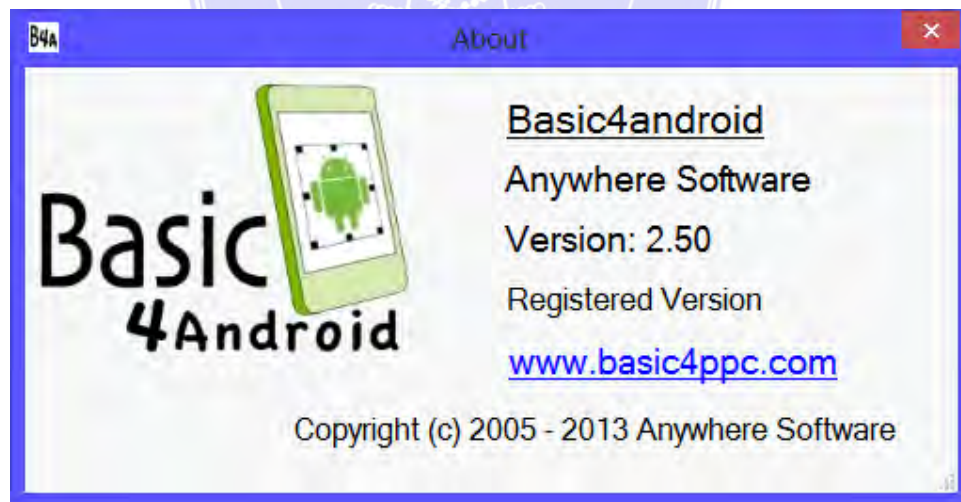 B4A
About
Basic
4Android
Basic4android
Anywhere Software
Version: 2.50
Registered Version
www.basic4ppc.com
Copyright (c) 2005 - 2013 Anywhere Software